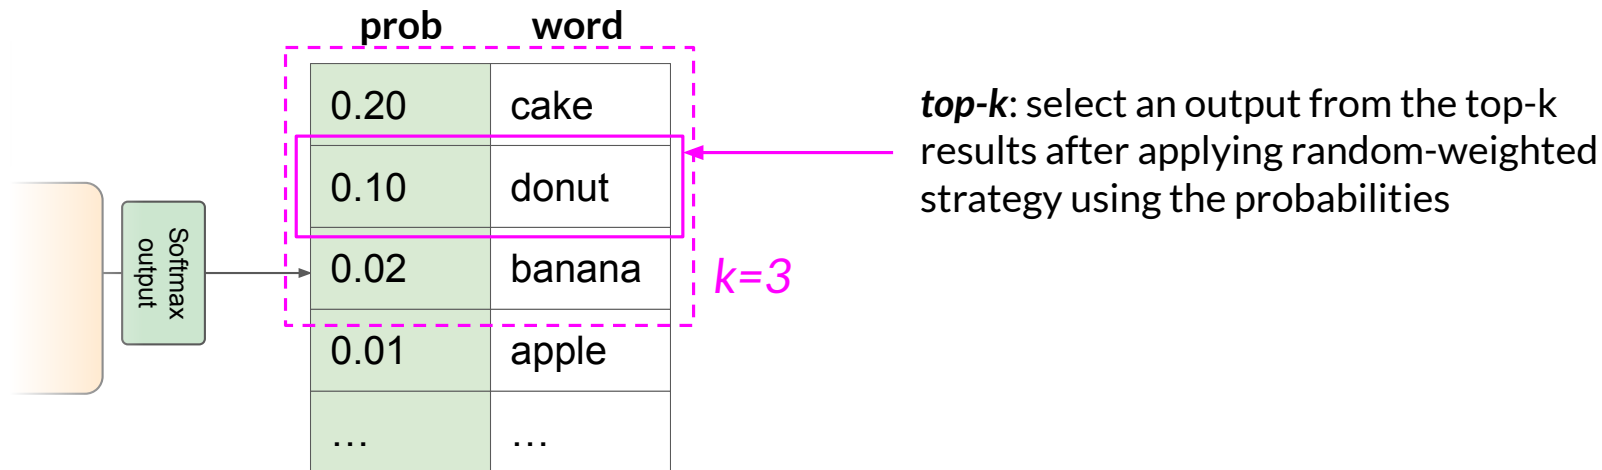 prob word
0.20 cake
0.10 donut
0.02 banana
0.01 apple
... ...
k=3
Softmax
output
top-k: select an output from the top-k
results after applying random-weighted
strategy using the probabilities